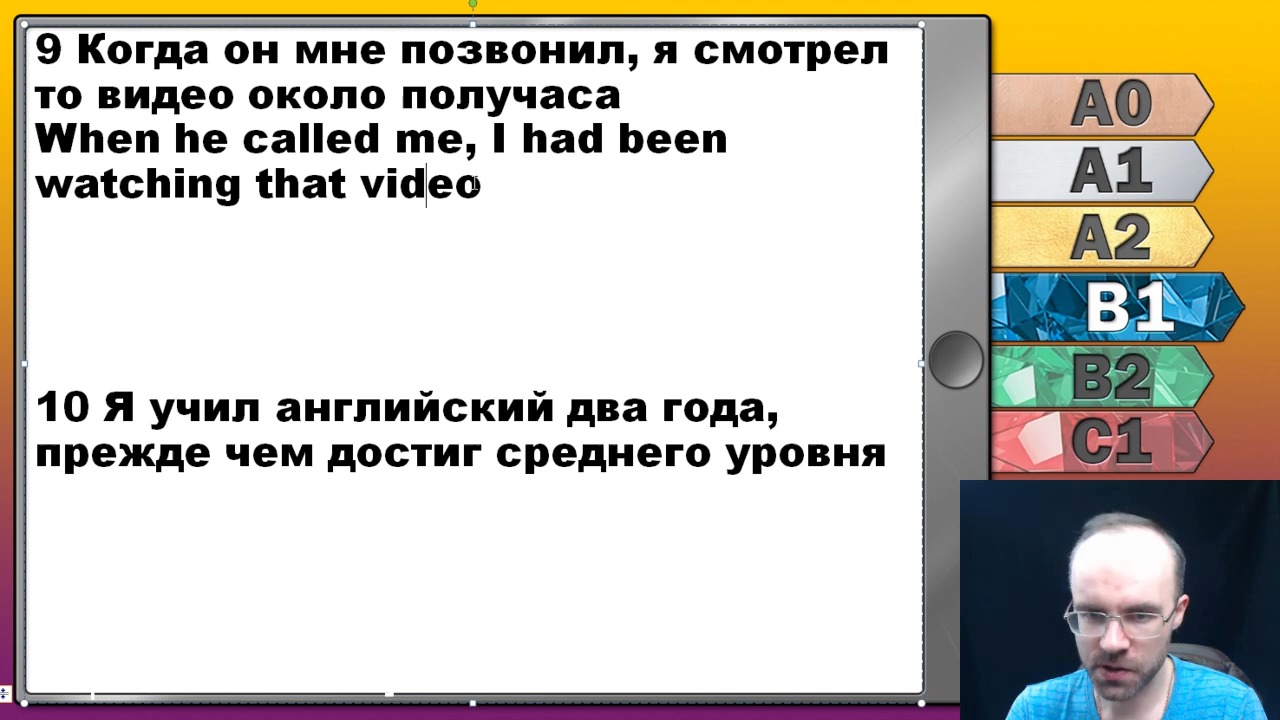 9 Когда он мне позвонил, я смотрел
то видео около получаса
When he called me, I had been
watching that video
10 Я учил английский два года,
прежде чем достиг среднего уровня
A0
A1
A2
B1
B2
C1